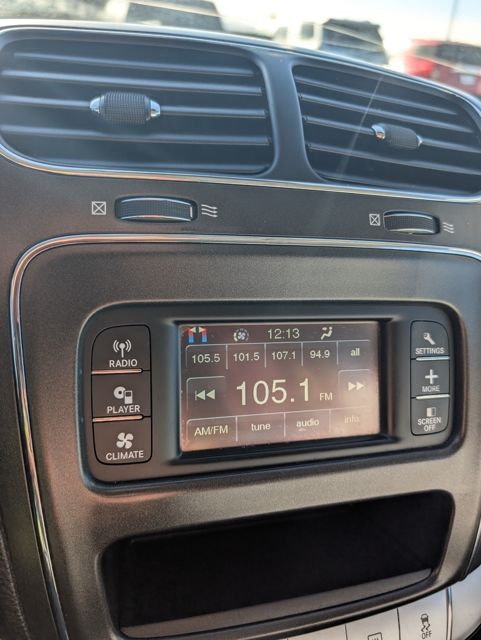 12:13
105.5 101.5 107.1 94.9 all
105.1 FM
AM/FM tune audio info
RADIO
PLAYER
CLIMATE
SETTINGS
MORE
SCREEN
OFF
OFF